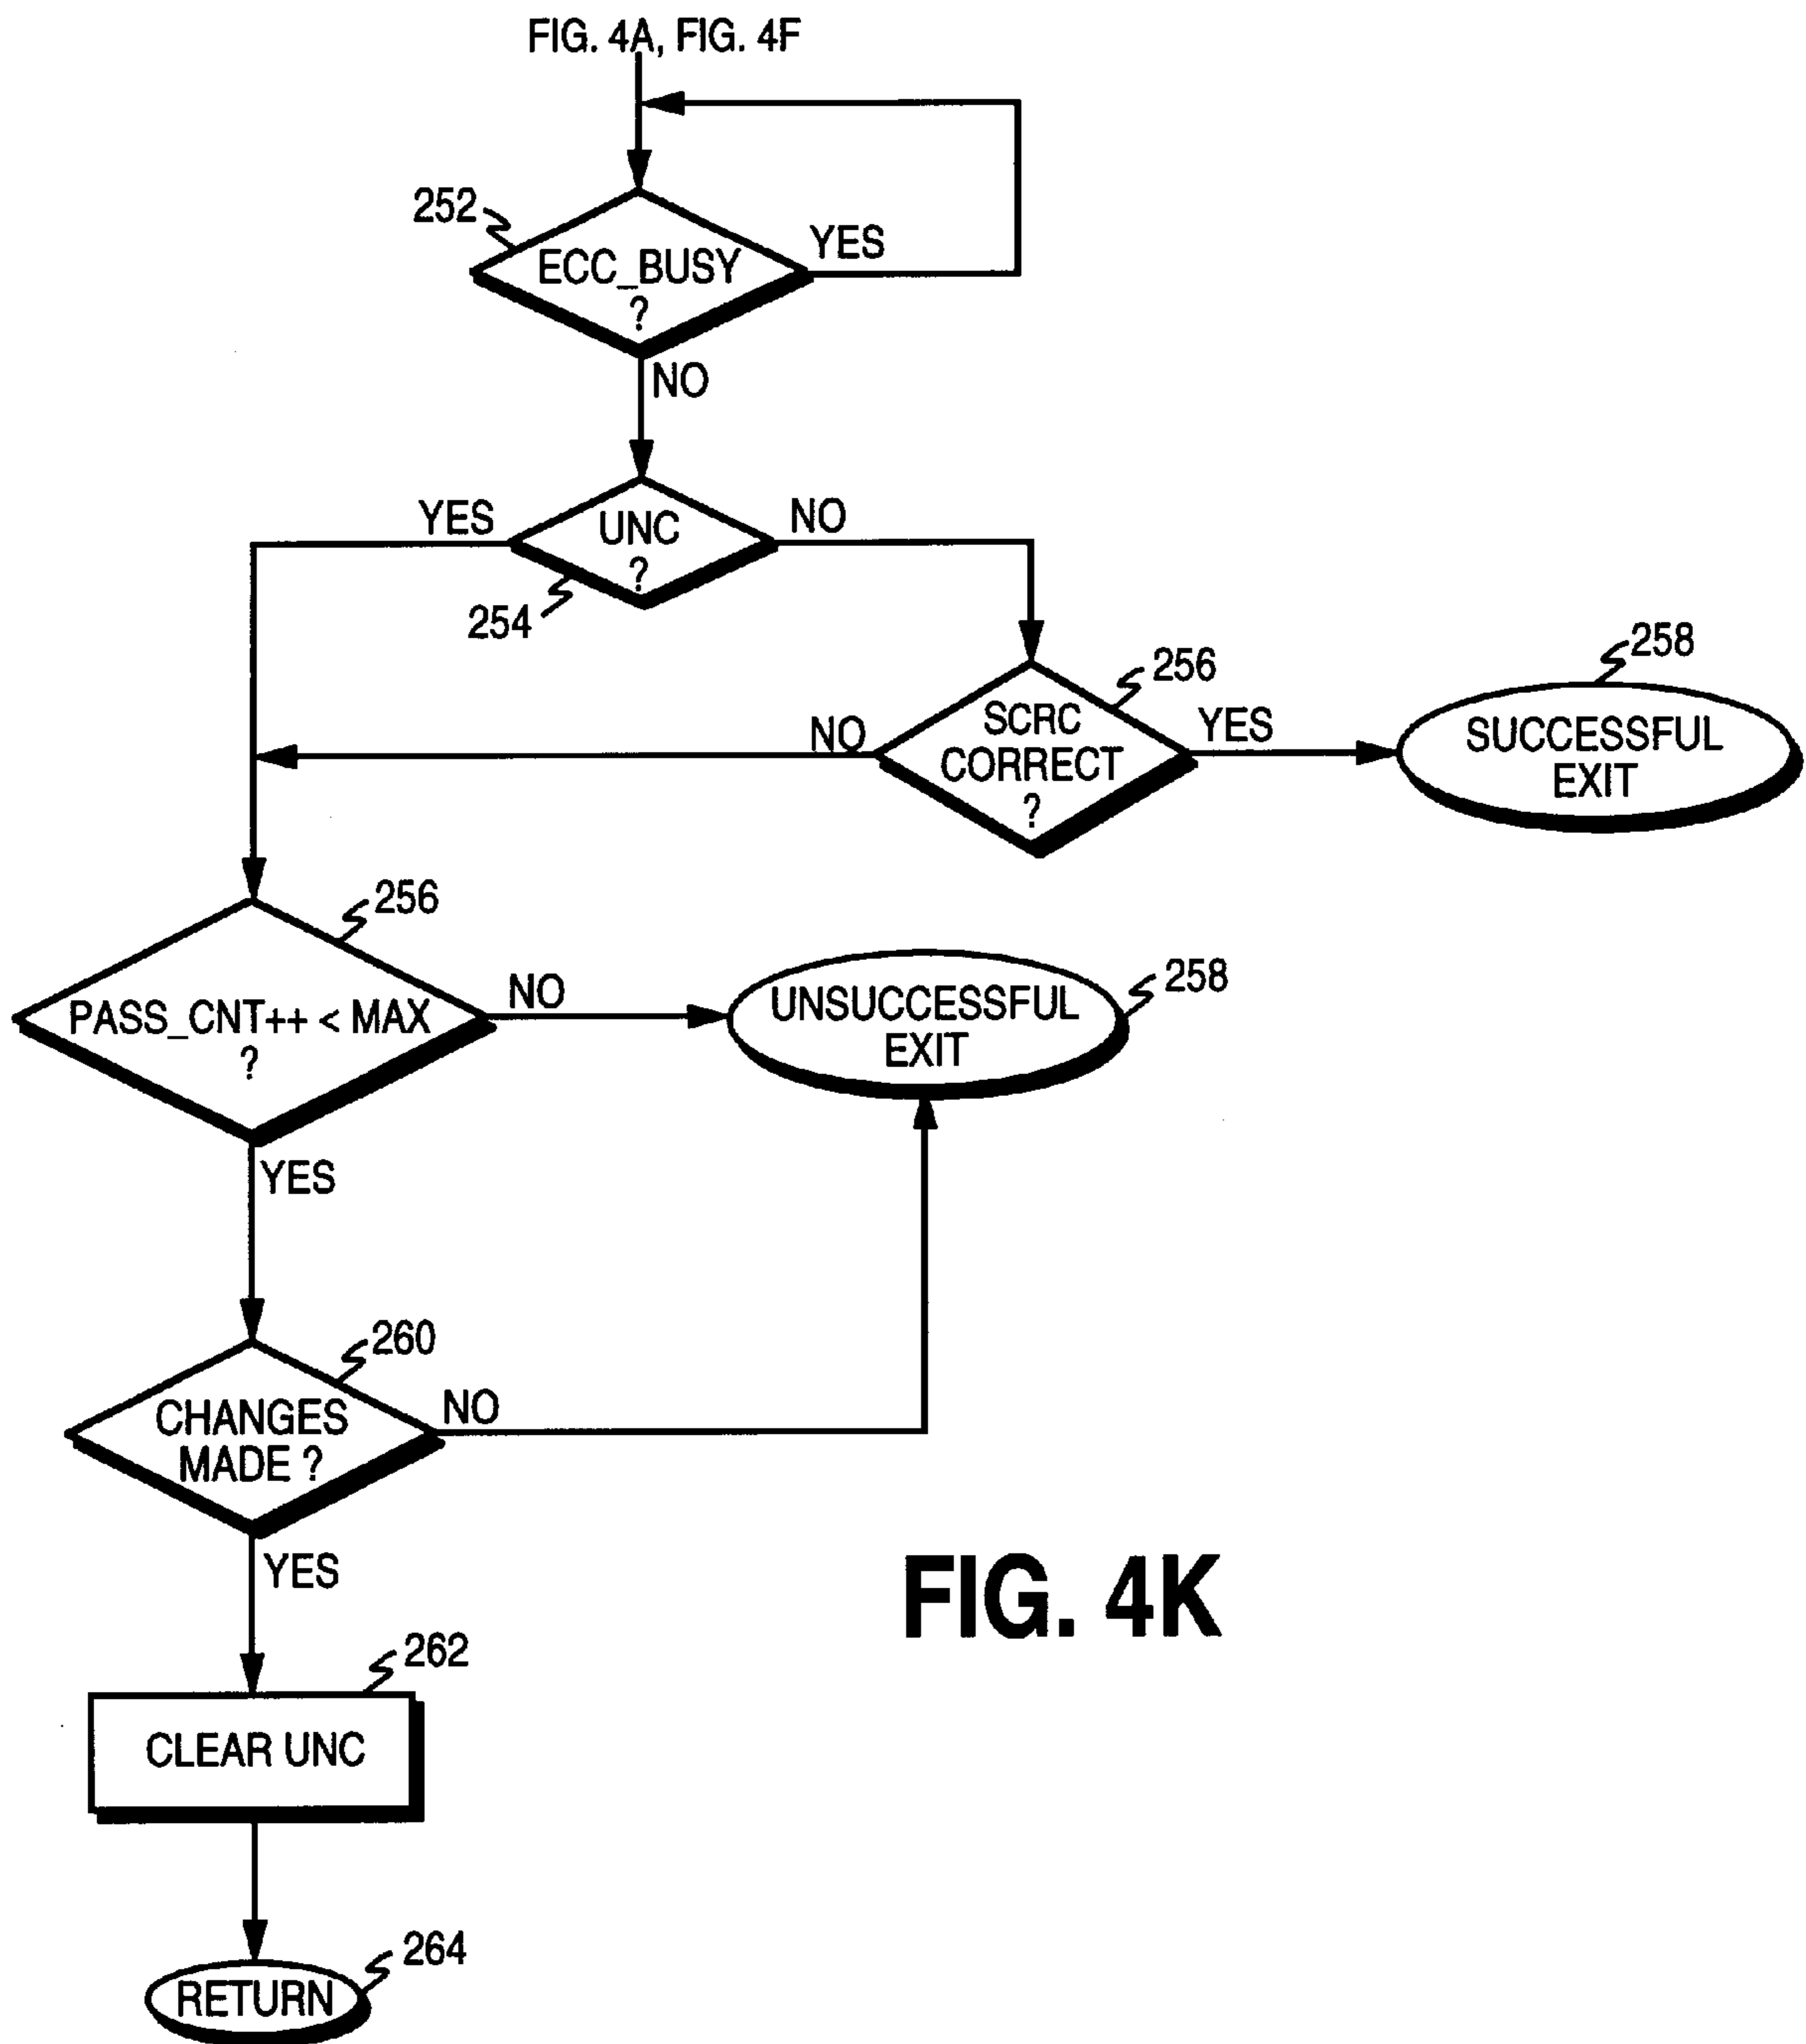 FIG. 4A, FIG. 4F
252
ECC_BUSY
?
YES
NO
YES
UNC
?
NO
254
256
SCRC
CORRECT
?
NO
YES
258
SUCCESSFUL
EXIT
256
PASS_CNT++ < MAX
?
NO
258
UNSUCCESSFUL
EXIT
YES
260
CHANGES
MADE ?
NO
YES
FIG. 4K
262
CLEAR UNC
264
RETURN